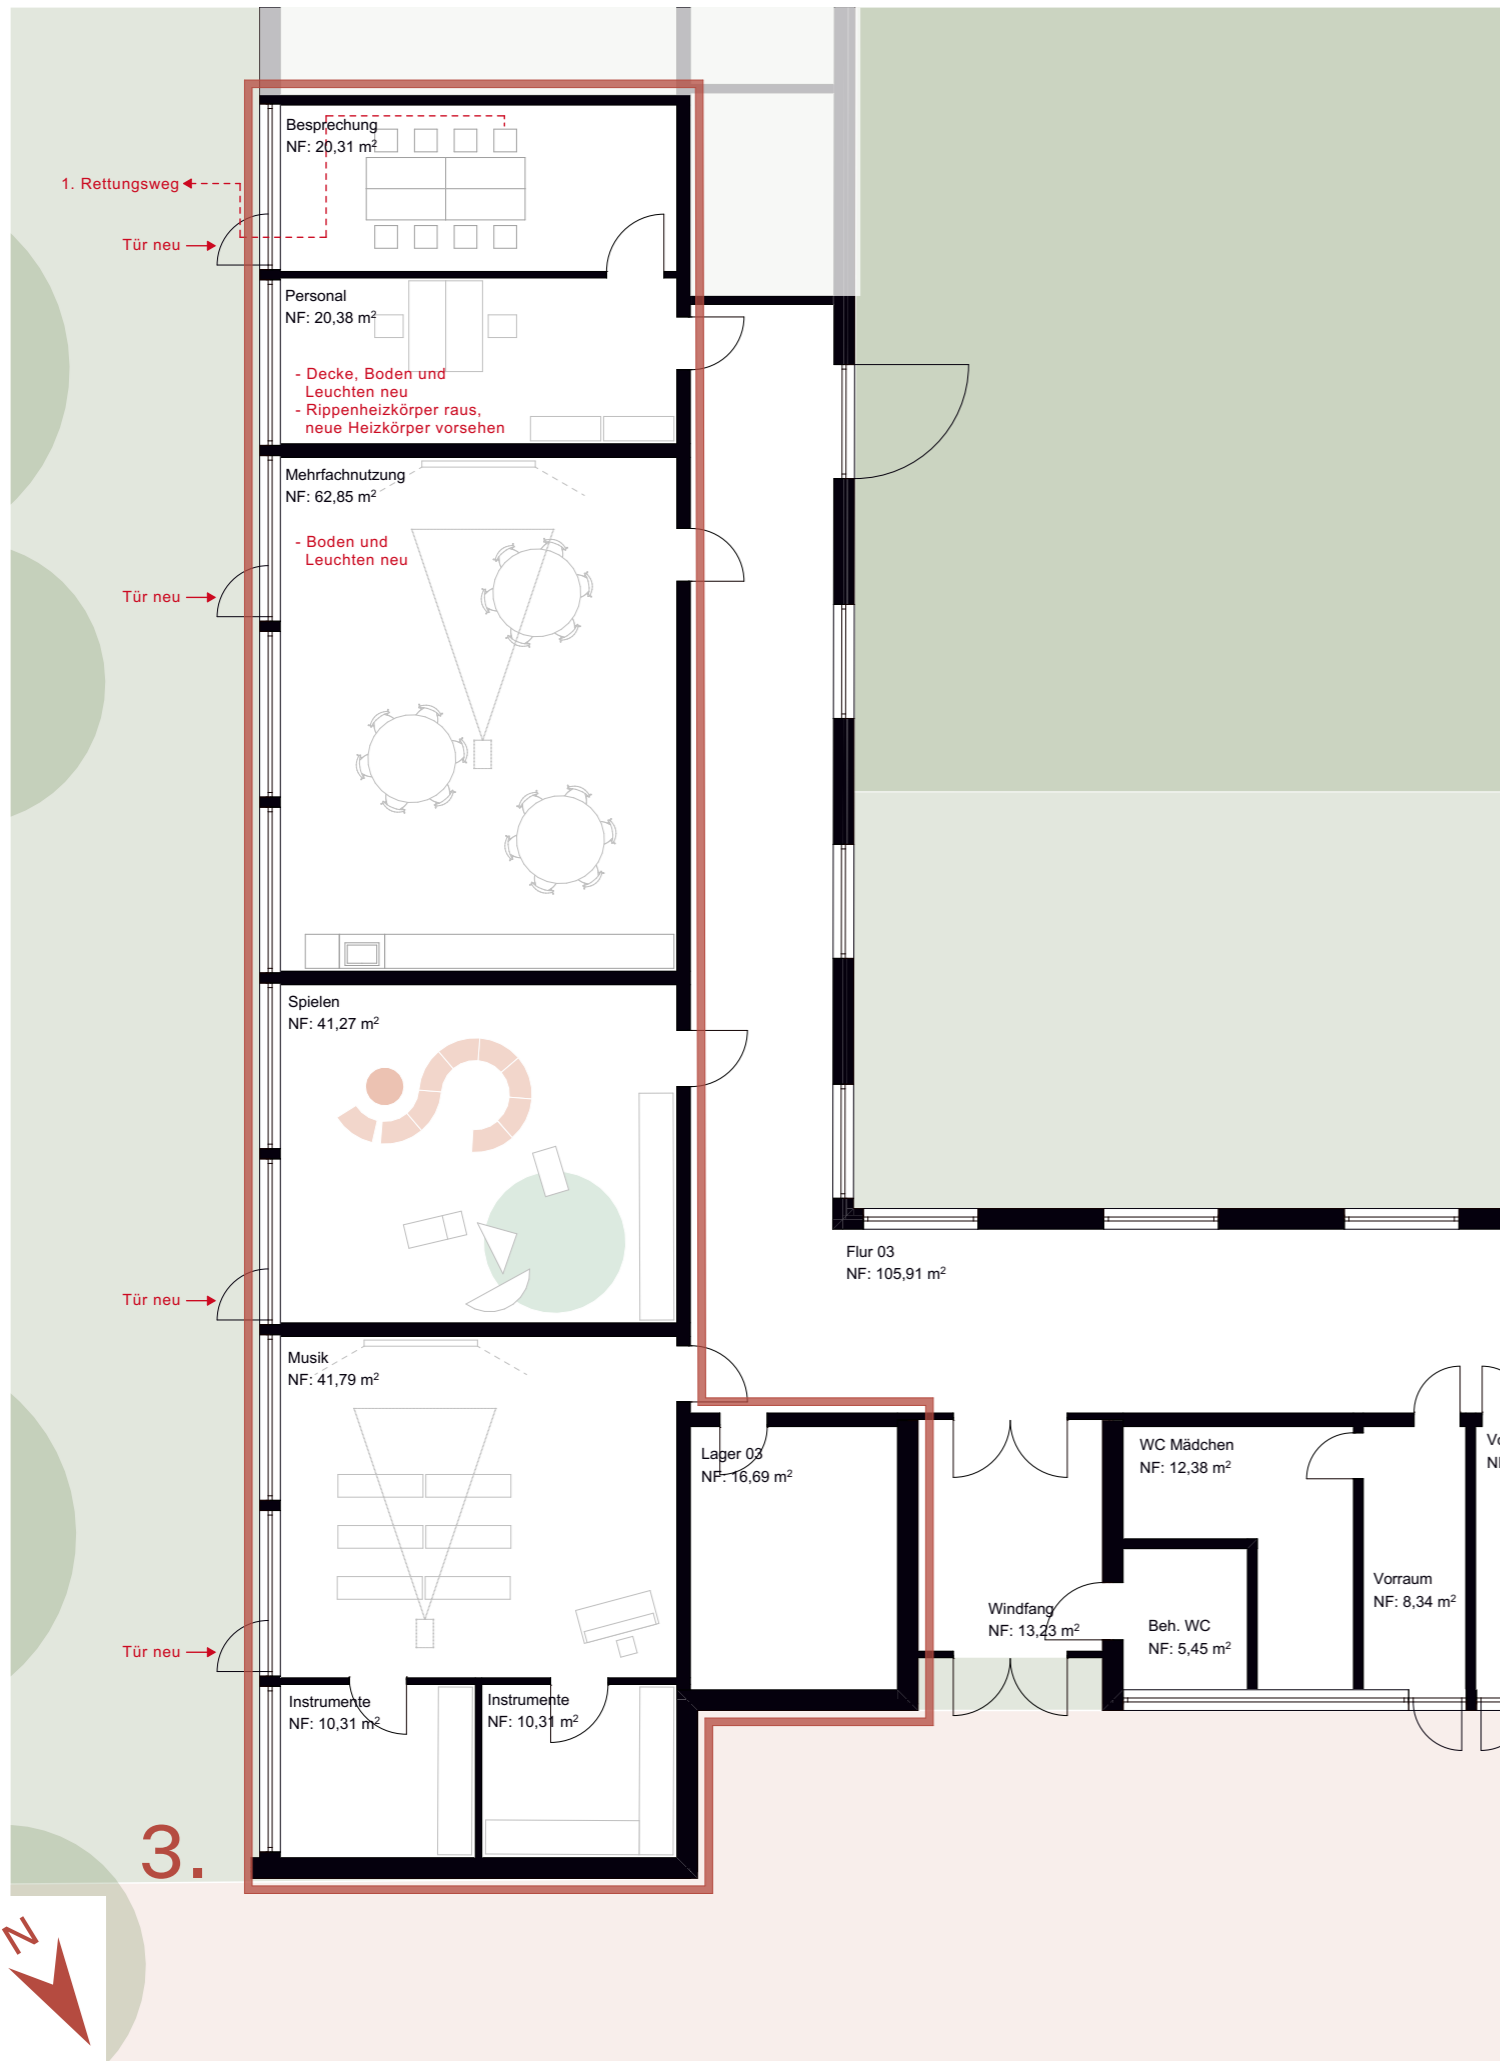 Besprechung
NF: 20,31 m²
1. Rettungsweg
Tür neu
Personal
NF: 20,38 m²
- Decke, Boden und
Leuchten neu
- Rippenheizkörper raus,
neue Heizkörper vorsehen
Mehrfachnutzung
NF: 62,85 m²
- Boden und
Leuchten neu
Tür neu
Spielen
NF: 41,27 m²
Flur 03
NF: 105,91 m²
Tür neu
Musik
NF: 41,79 m²
Lager 03
NF: 16,69 m²
WC Mädchen
NF: 12,38 m²
Vorraum
NF: 8,34 m²
Windfang
NF: 13,23 m²
Beh. WC
NF: 5,45 m²
Tür neu
Instrumente
NF: 10,31 m²
Instrumente
NF: 10,31 m²
3.
N